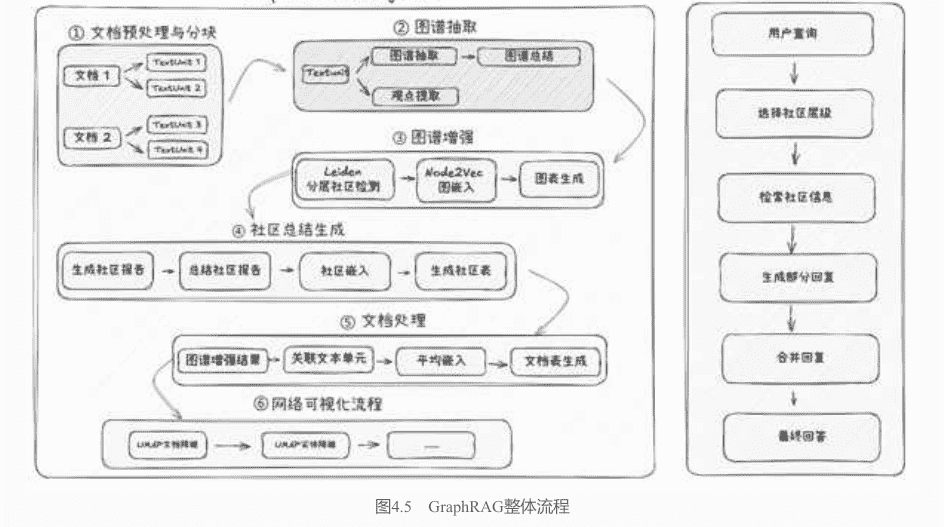 ① 文档预处理与分块
文档 1
TextUnit 1
TextUnit 2
文档 2
TextUnit 3
TextUnit 4
② 图谱抽取
TextUnit
图谱抽取
图谱总结
观点提取
③ 图谱增强
Leiden
分层社区检测
Node2Vec
图嵌入
图表生成
④ 社区总结生成
生成社区报告
总结社区报告
社区嵌入
生成社区表
⑤ 文档处理
图谱增强结果
关联文本单元
平均嵌入
文档表生成
⑥ 网络可视化流程
UMAP文档降维
UMAP实体降维
用户查询
选择社区层级
检索社区信息
生成部分回复
合并回复
最终回答
图4.5 GraphRAG整体流程